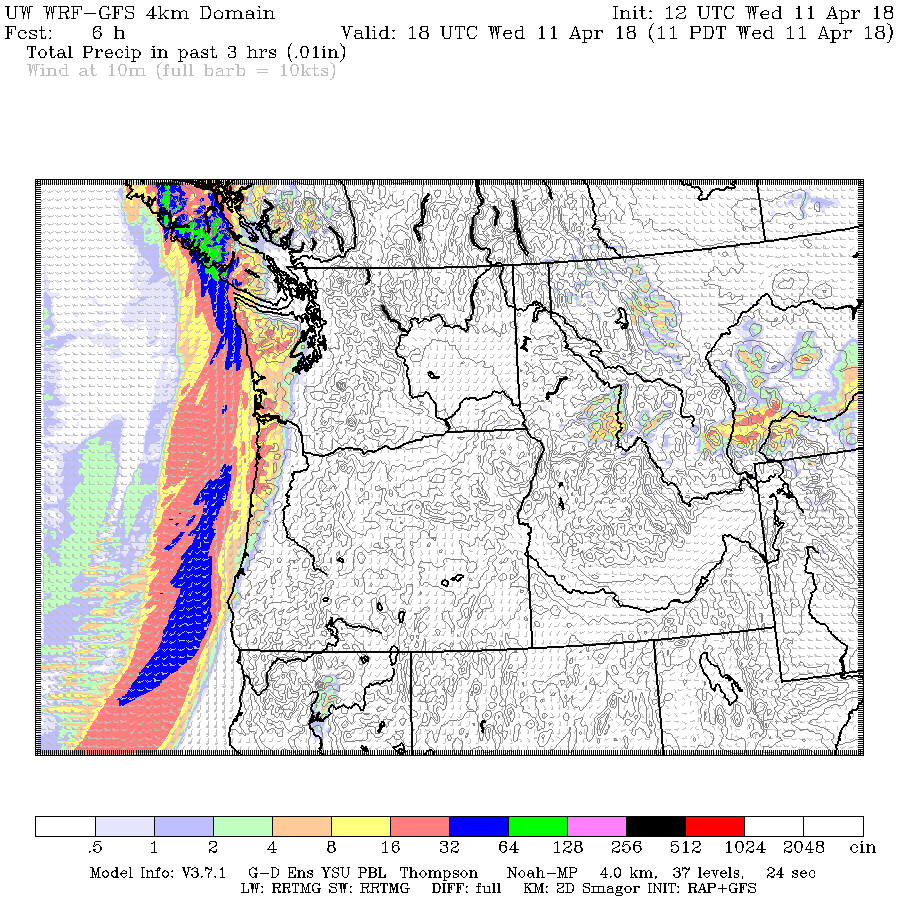 UW WRF-GFS 4km Domain Init: 12 UTC Wed 11 Apr 18
Fcst: 6 h Valid: 18 UTC Wed 11 Apr 18 (11 PDT Wed 11 Apr 18)
Total Precip in past 3 hrs (.01in)
Wind at 10m (full barb = 10kts)
.5 1 2 4 8 16 32 64 128 256 512 1024 2048 cin
Model Info: V3.7.1 G-D Ens YSU PBL Thompson Noah-MP 4.0 km, 37 levels, 24 sec
LW: RRTMG SW: RRTMG DIFF: full KM: 2D Smagor INIT: RAP+GFS